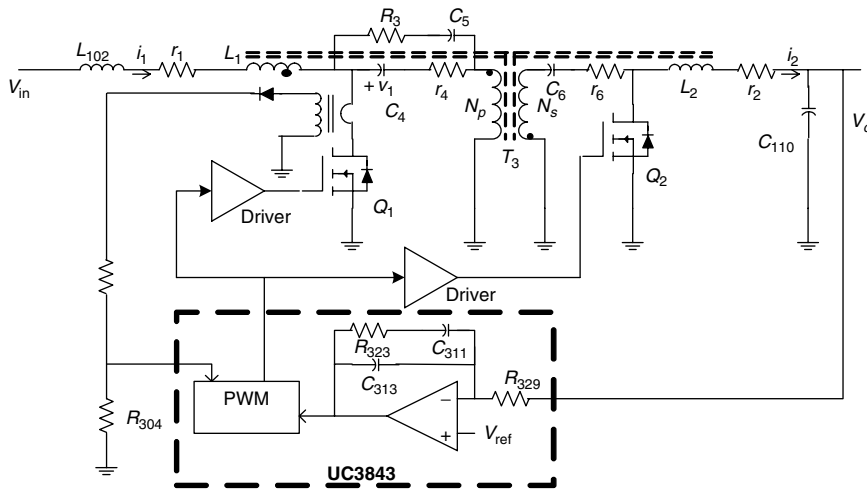 R3
C5
L102
i1
r1
L1
i2
Vin
+ v1
C4
r4
Np
Ns
C6
r6
L2
r2
C110
T3
Q1
Q2
Driver
Driver
R323
C311
C313
R329
PWM
−
+
Vref
R304
UC3843